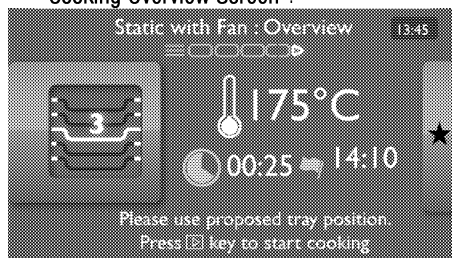 Cooking Overview Screen :
Static with Fan : Overview
13:45
3
175°C
00:25
14:10
Please use proposed tray position.
Press key to start cooking